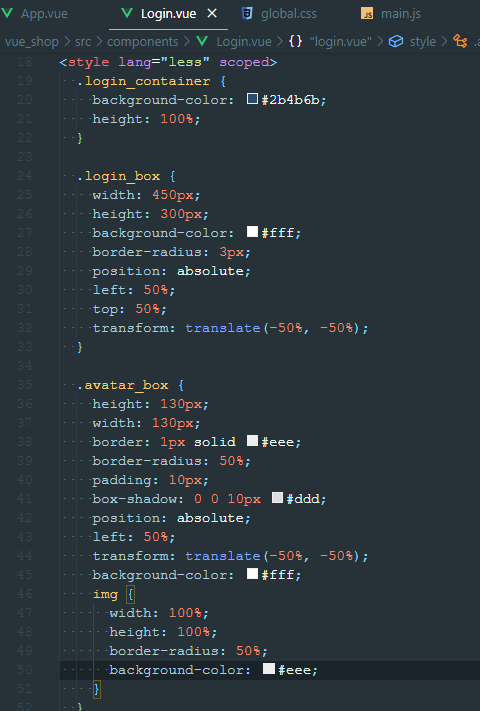 App.vue Login.vue global.css main.js
vue_shop > src > components > Login.vue > {} "login.vue" > style >
18 <style lang="less" scoped>
19 .login_container {
20 background-color: #2b4b6b;
21 height: 100%;
22 }
23
24 .login_box {
25 width: 450px;
26 height: 300px;
27 background-color: #fff;
28 border-radius: 3px;
29 position: absolute;
30 left: 50%;
31 top: 50%;
32 transform: translate(-50%, -50%);
33 }
34
35 .avatar_box {
36 height: 130px;
37 width: 130px;
38 border: 1px solid #eee;
39 border-radius: 50%;
40 padding: 10px;
41 box-shadow: 0 0 10px #ddd;
42 position: absolute;
43 left: 50%;
44 transform: translate(-50%, -50%);
45 background-color: #fff;
46 img {
47 width: 100%;
48 height: 100%;
49 border-radius: 50%;
50 background-color: #eee;
51 }
52 }